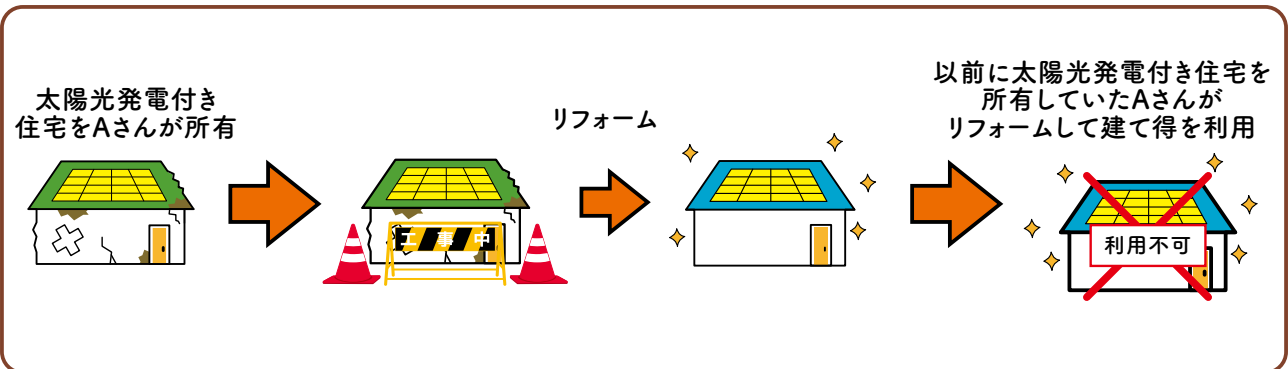 太陽光発電付き
住宅をAさんが所有
工事中
リフォーム
以前に太陽光発電付き住宅を
所有していたAさんが
リフォームして建て得を利用
利用不可